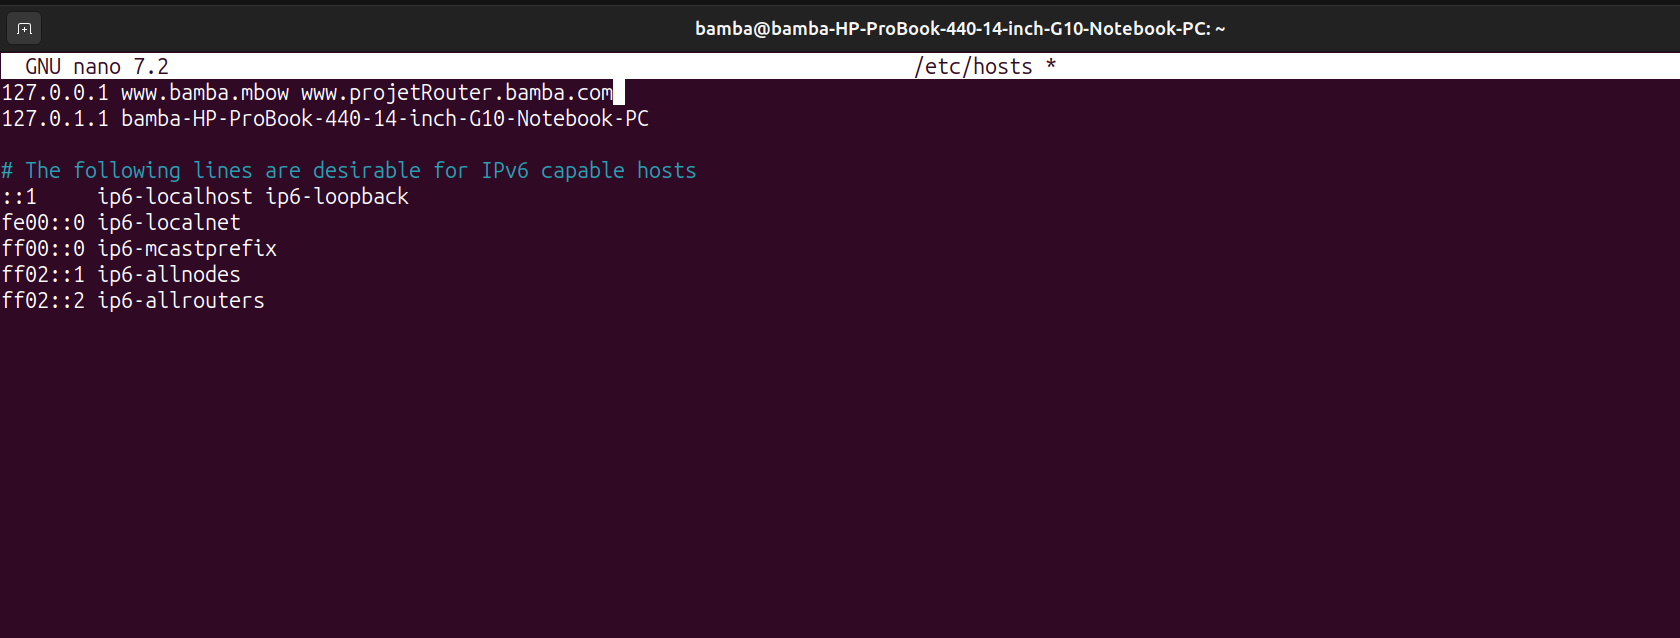 bamba@bamba-HP-ProBook-440-14-inch-G10-Notebook-PC: ~
GNU nano 7.2 /etc/hosts *
127.0.0.1 www.bamba.mbow www.projetRouter.bamba.com
127.0.1.1 bamba-HP-ProBook-440-14-inch-G10-Notebook-PC
# The following lines are desirable for IPv6 capable hosts
::1     ip6-localhost ip6-loopback
fe00::0 ip6-localnet
ff00::0 ip6-mcastprefix
ff02::1 ip6-allnodes
ff02::2 ip6-allrouters